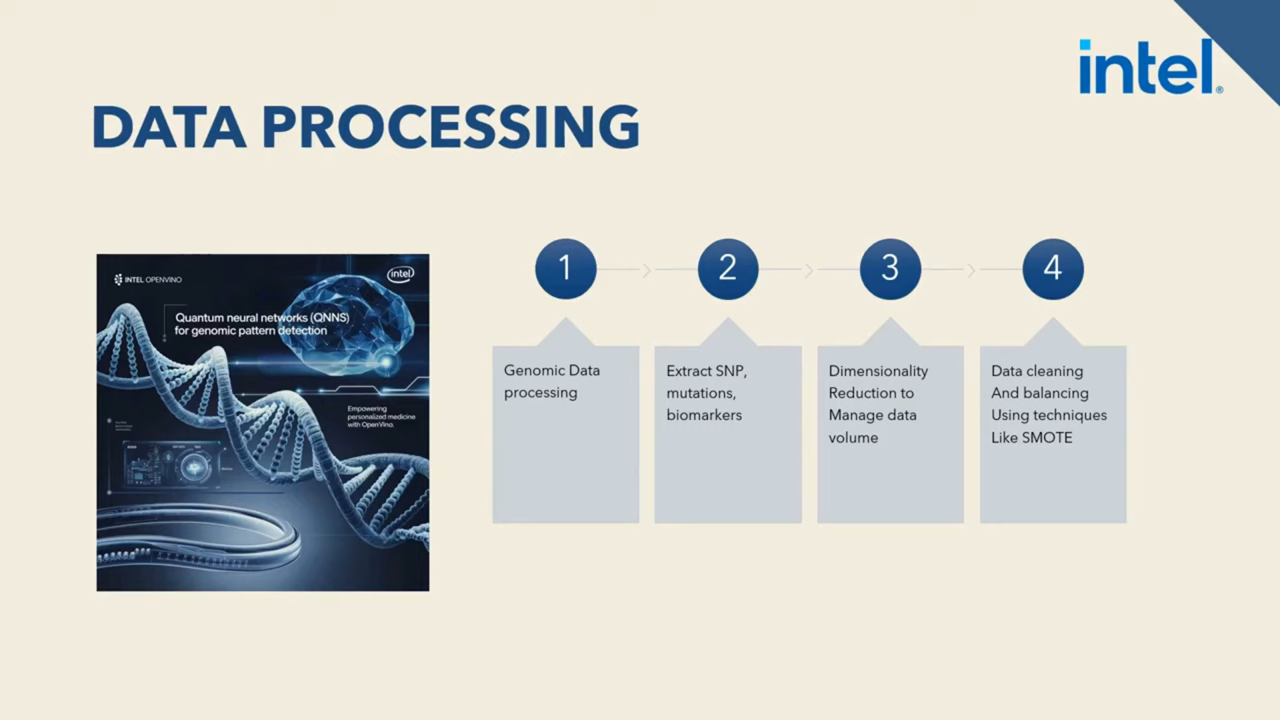 intel
DATA PROCESSING
INTEL OPENVINO
intel
Quantum neural networks (QNNS)
for genomic pattern detection
Empowering
personalized medicine
with OpenVino.
1
2
3
4
Genomic Data
processing
Extract SNP,
mutations,
biomarkers
Dimensionality
Reduction to
Manage data
volume
Data cleaning
And balancing
Using techniques
Like SMOTE